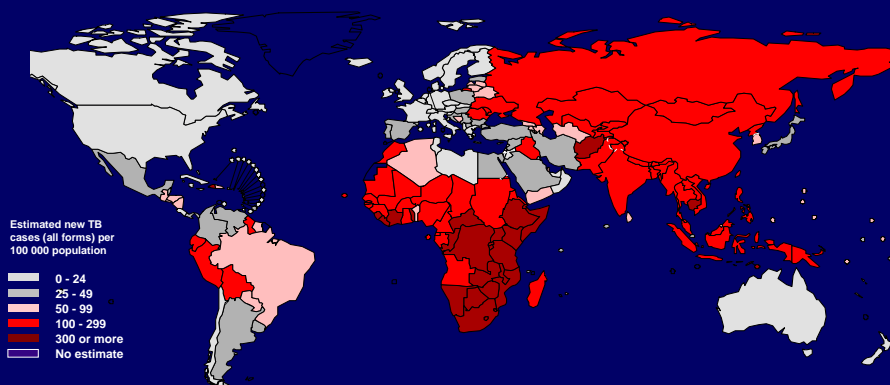 Estimated new TB
cases (all forms) per
100 000 population
0 - 24
25 - 49
50 - 99
100 - 299
300 or more
No estimate